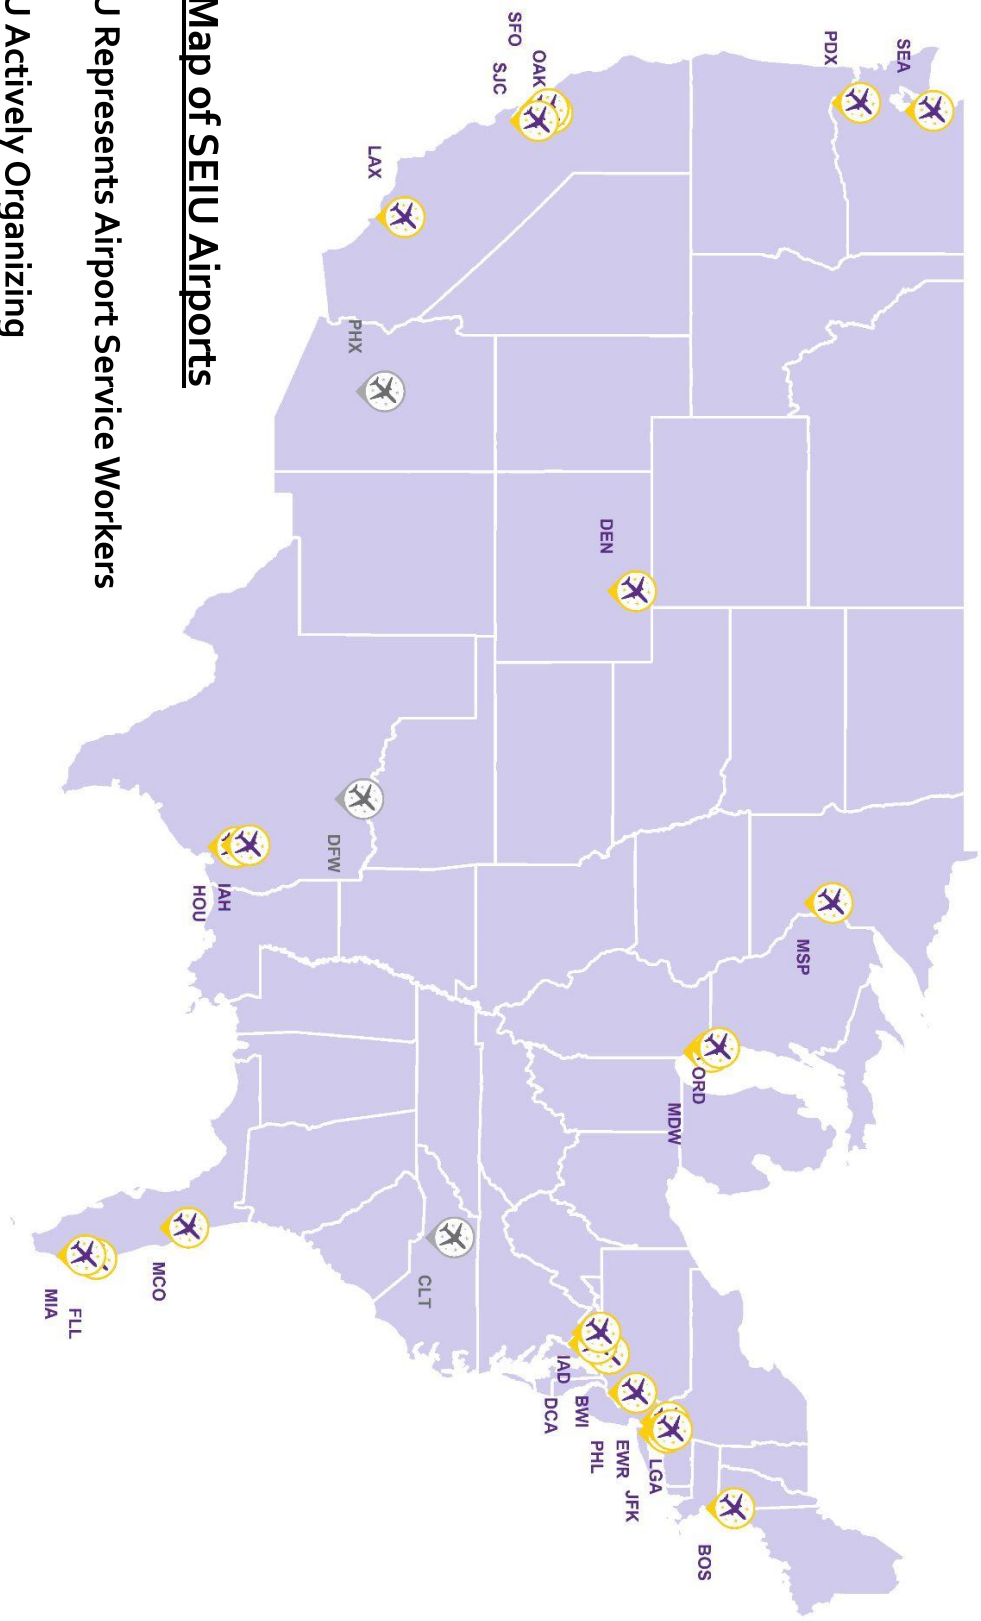 Map of SEIU Airports
U Represents Airport Service Workers
U Actively Organizing
SEA
PDX
SFO
OAK
SJC
LAX
PHX
DEN
DFW
IAH
HOU
MSP
ORD
MDW
CLT
MCO
FLL
MIA
IAD
DCA
BWI
PHL
EWR
JFK
LGA
BOS